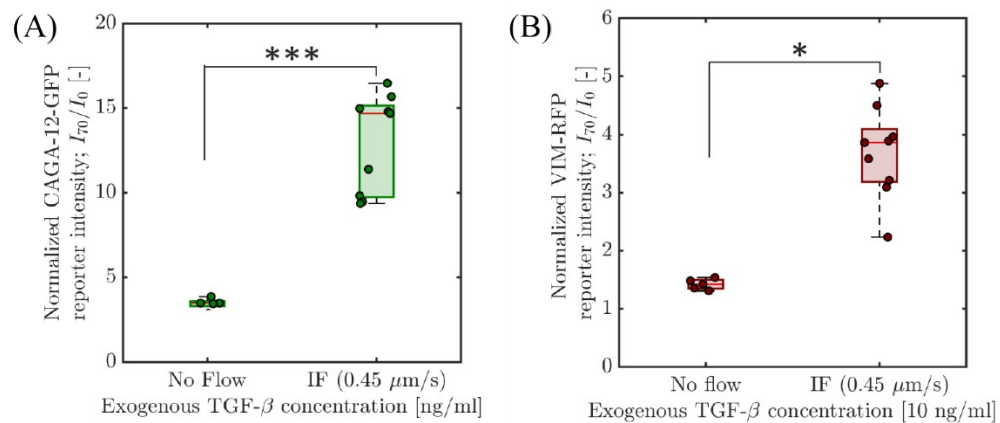 (A)
Normalized CAGA-12-GFP
reporter intensity; I₇₀/I₀ [-]
20
15
10
5
0
***
No Flow
IF (0.45 μm/s)
Exogenous TGF-β concentration [ng/ml]
(B)
Normalized VIM-RFP
reporter intensity; I₇₀/I₀ [-]
6
5
4
3
2
1
0
*
No flow
IF (0.45 μm/s)
Exogenous TGF-β concentration [10 ng/ml]